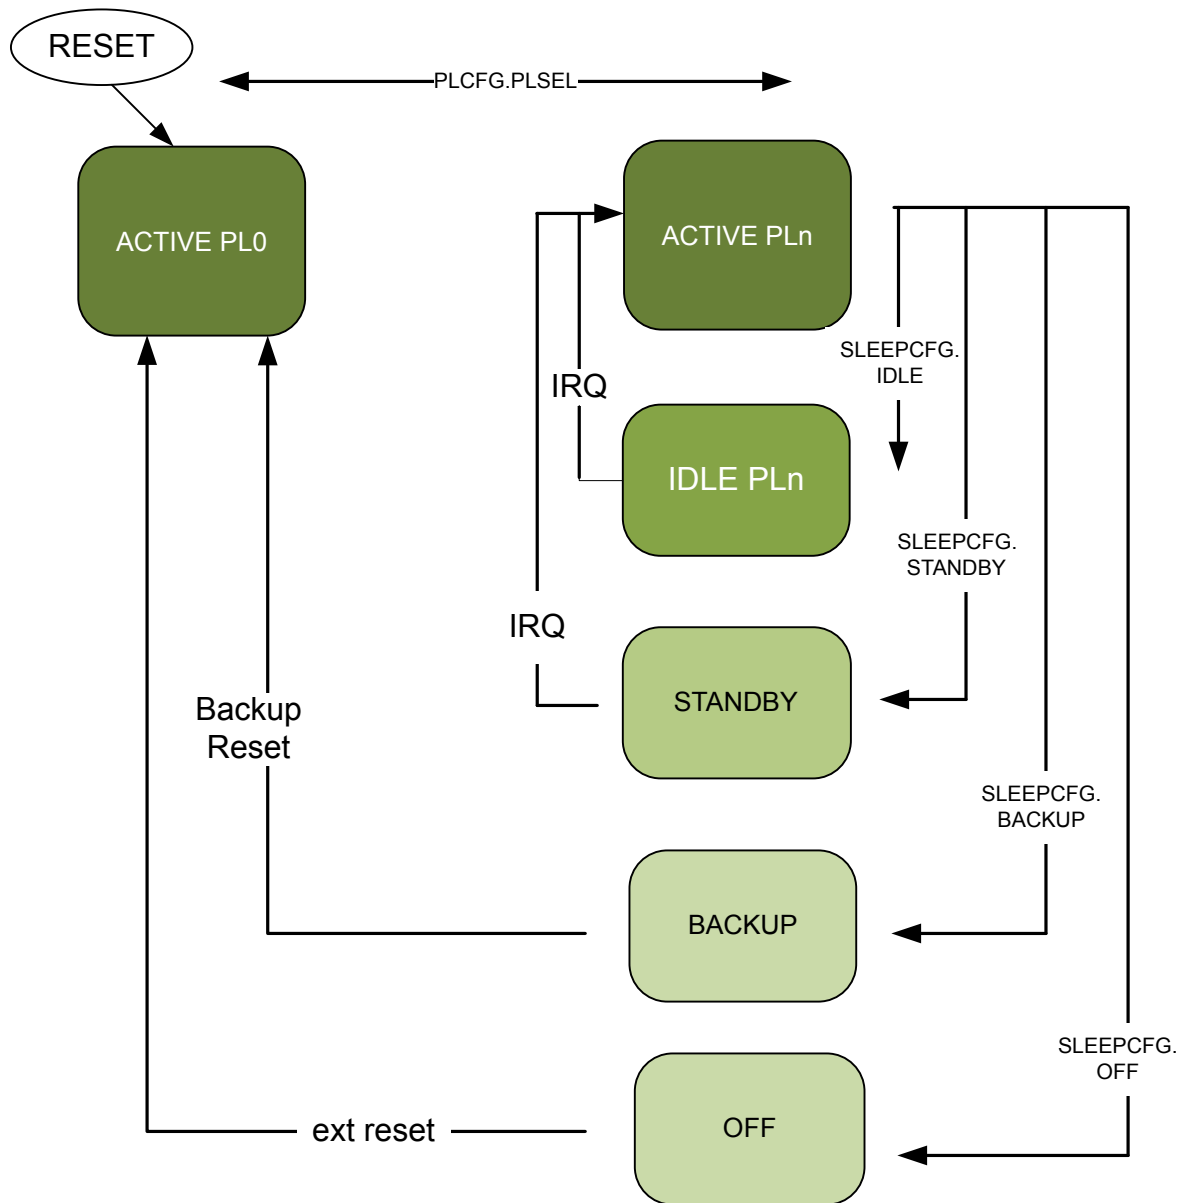 RESET
PLCFG.PLSEL
ACTIVE PL0
ACTIVE PLn
SLEEPCFG.
IDLE
IRQ
IDLE PLn
SLEEPCFG.
STANDBY
IRQ
STANDBY
Backup
Reset
SLEEPCFG.
BACKUP
BACKUP
SLEEPCFG.
OFF
ext reset
OFF